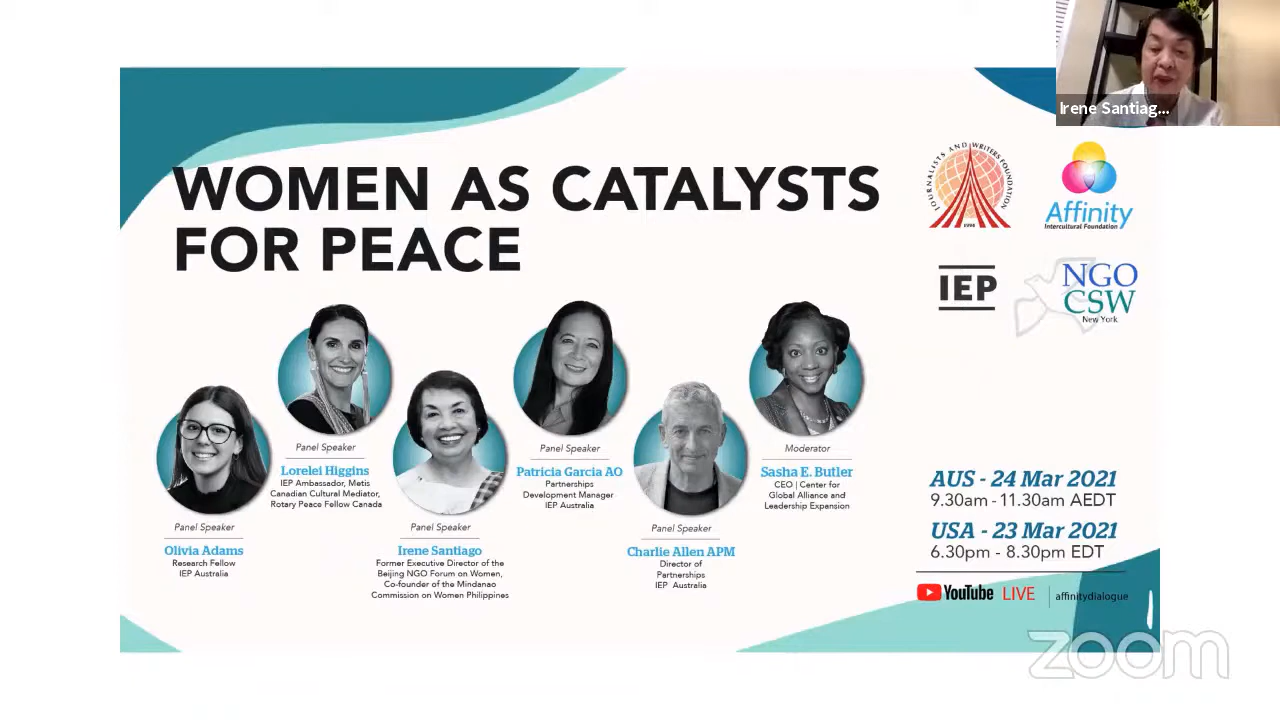 Irene Santiag...
WOMEN AS CATALYSTS
FOR PEACE
JOURNALISTS AND WRITERS FOUNDATION
Affinity
Intercultural Foundation
IEP
NGO
CSW
New York
Panel Speaker
Olivia Adams
Research Fellow
IEP Australia
Panel Speaker
Lorelei Higgins
IEP Ambassador, Metis
Canadian Cultural Mediator,
Rotary Peace Fellow Canada
Panel Speaker
Irene Santiago
Former Executive Director of the
Beijing NGO Forum on Women,
Co-founder of the Mindanao
Commission on Women Philippines
Panel Speaker
Patricia Garcia AO
Partnerships
Development Manager
IEP Australia
Panel Speaker
Charlie Allen APM
Director of
Partnerships
IEP Australia
Moderator
Sasha E. Butler
CEO | Center for
Global Alliance and
Leadership Expansion
AUS - 24 Mar 2021
9.30am - 11.30am AEDT
USA - 23 Mar 2021
6.30pm - 8.30pm EDT
YouTube LIVE | affinitydialogue
zoom